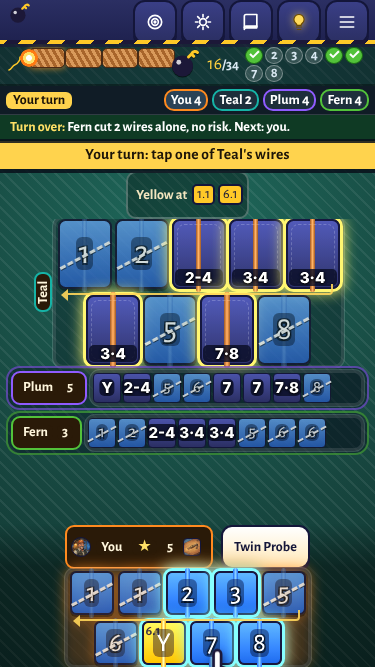 16/34
2 3 4
7 8
Your turn
You 4
Teal 2
Plum 4
Fern 4
Turn over: Fern cut 2 wires alone, no risk. Next: you.
Your turn: tap one of Teal's wires
Yellow at 1.1 6.1
Teal
1 2 2-4 3·4 3·4
3·4 5 7·8 8
Plum 5
Y 2-4 5 6 7 7 7·8 8
Fern 3
1 2 2-4 3·4 3·4 5 6 6
You ★ 5
Twin Probe
1 1 2 3 5
6 Y 7 8